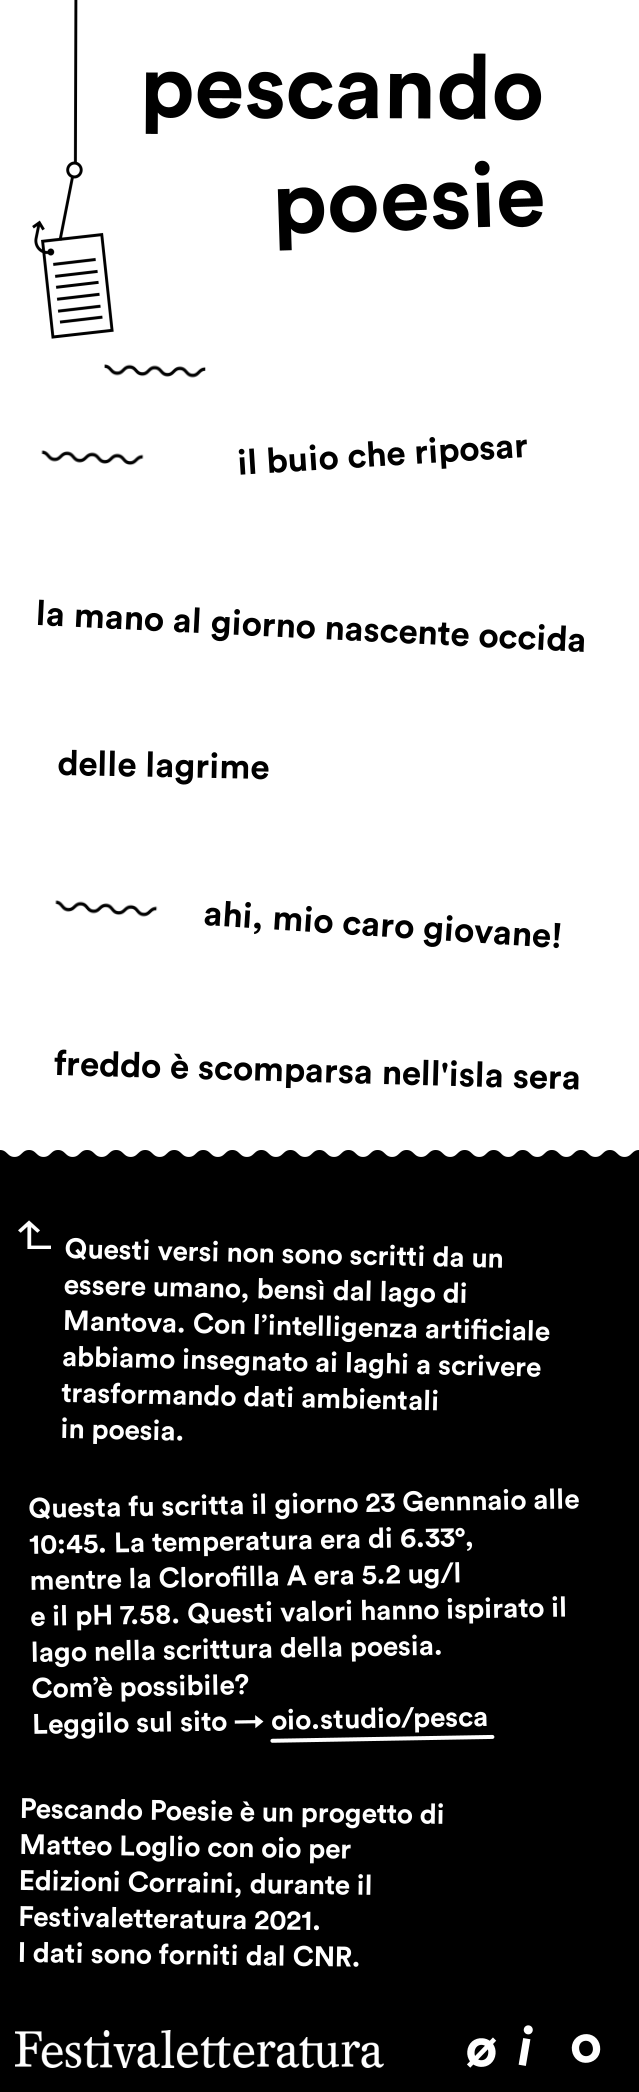 pescando
poesie
il buio che riposar
la mano al giorno nascente occida
delle lagrime
ahi, mio caro giovane!
freddo è scomparsa nell'isla sera
Questi versi non sono scritti da un
essere umano, bensì dal lago di
Mantova. Con l’intelligenza artificiale
abbiamo insegnato ai laghi a scrivere
trasformando dati ambientali
in poesia.
Questa fu scritta il giorno 23 Gennnaio alle
10:45. La temperatura era di 6.33°,
mentre la Clorofilla A era 5.2 ug/l
e il pH 7.58. Questi valori hanno ispirato il
lago nella scrittura della poesia.
Com’è possibile?
Leggilo sul sito → oio.studio/pesca
Pescando Poesie è un progetto di
Matteo Loglio con oio per
Edizioni Corraini, durante il
Festivaletteratura 2021.
I dati sono forniti dal CNR.
Festivaletteratura ø i o